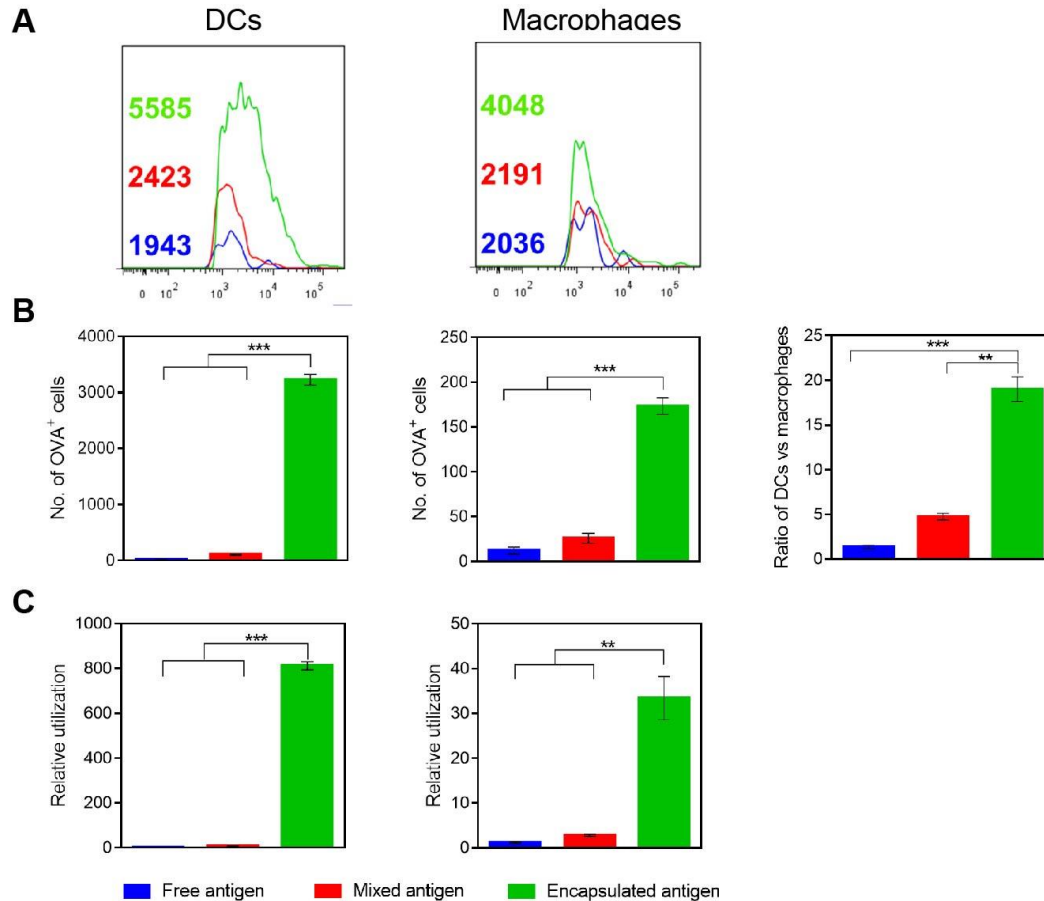 A
DCs
Macrophages
5585
2423
1943
0 10² 10³ 10⁴ 10⁵
4048
2191
2036
0 10² 10³ 10⁴ 10⁵
B
No. of OVA⁺ cells
4000
3000
2000
1000
0
***
No. of OVA⁺ cells
250
200
150
100
50
0
***
Ratio of DCs vs macrophages
25
20
15
10
5
0
***
**
C
Relative utilization
1000
800
600
400
200
0
***
Relative utilization
50
40
30
20
10
0
**
Free antigen
Mixed antigen
Encapsulated antigen